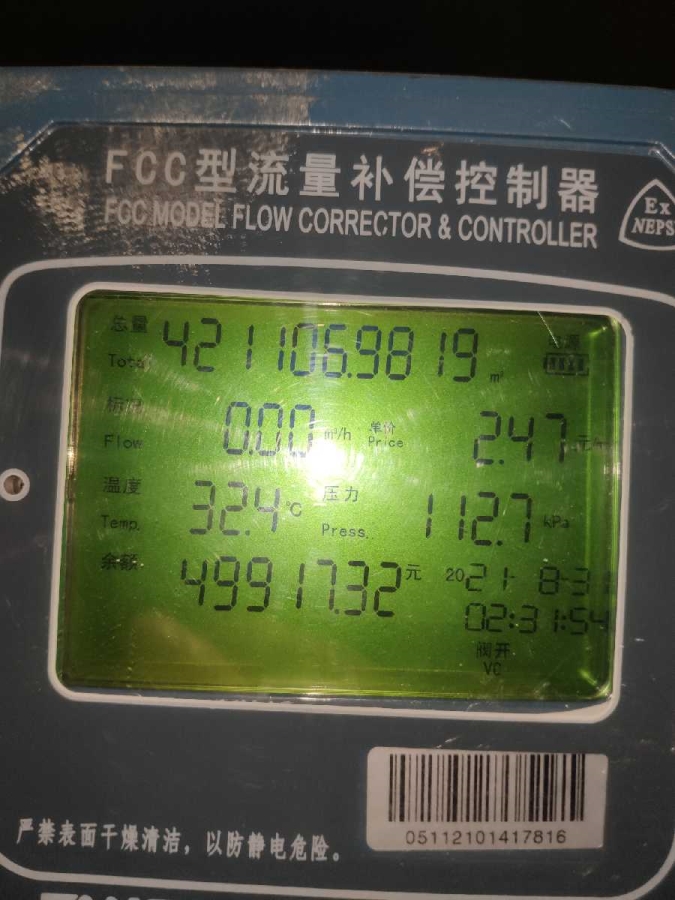 FCC型流量补偿控制器
FCC MODEL FLOW CORRECTOR & CONTROLLER
Ex
NEPSI
总量 421106.9819 m³
Total
标况 0.00 m³/h 单价 2.47
Flow Price
温度 32.4 ℃ 压力 112.7 kPa
Temp. Press.
余额 49917.32 元 2021-8-31
02:31:54
阀开
VO
05112101417816
严禁表面干燥清洁，以防静电危险。